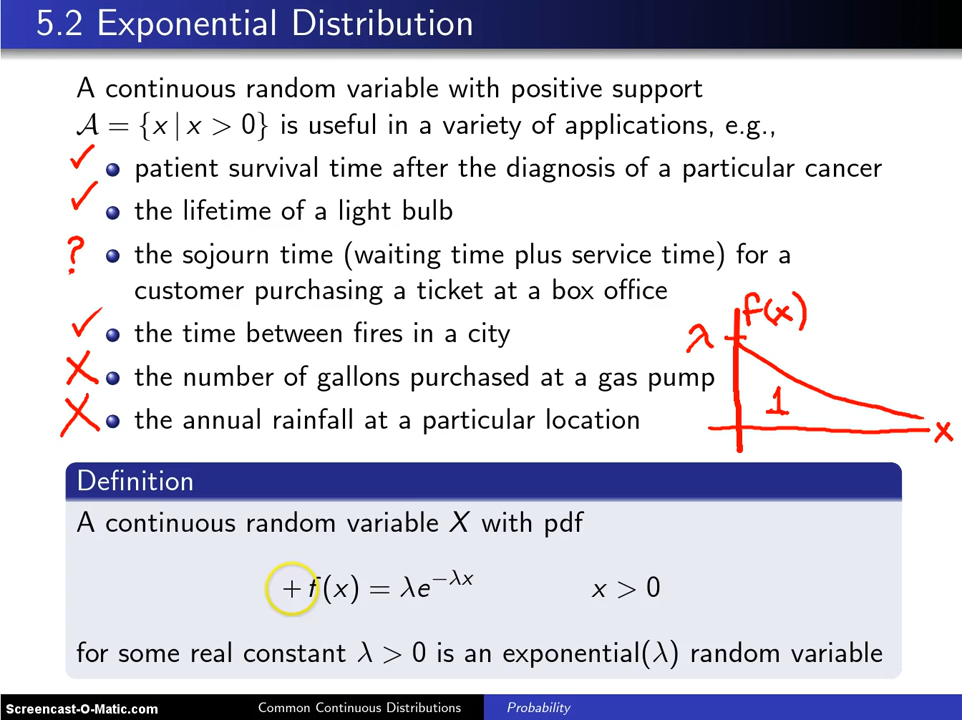 5.2 Exponential Distribution
A continuous random variable with positive support
𝒜 = {x | x > 0} is useful in a variety of applications, e.g.,
✓ • patient survival time after the diagnosis of a particular cancer
✓ • the lifetime of a light bulb
? • the sojourn time (waiting time plus service time) for a
customer purchasing a ticket at a box office
✓ • the time between fires in a city
X • the number of gallons purchased at a gas pump
X • the annual rainfall at a particular location
f(x)
λ
1
x
Definition
A continuous random variable X with pdf
+ f(x) = λe^{−λx} x > 0
for some real constant λ > 0 is an exponential(λ) random variable
Screencast-O-Matic.com Common Continuous Distributions Probability